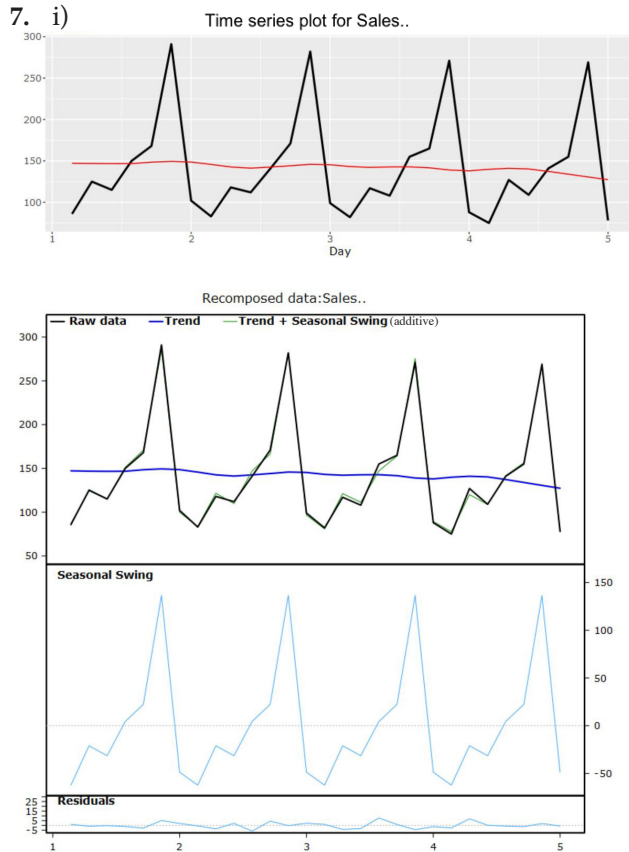 7. i)
Time series plot for Sales..
300
250
200
150
100
1 2 3 4 5
Day
Recomposed data:Sales..
Raw data Trend Trend + Seasonal Swing (additive)
300
250
200
150
100
50
Seasonal Swing
150
100
50
0
-50
Residuals
25
15
5
-5
1 2 3 4 5